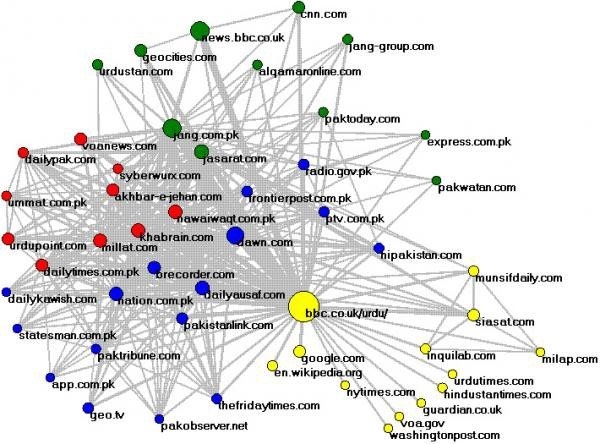 cnn.com
news.bbc.co.uk
jang-group.com
geocities.com
urdustan.com
alqamaronline.com
paktoday.com
jang.com.pk
express.com.pk
voanews.com
jasarat.com
dailypak.com
radio.gov.pk
syberwurx.com
pakwatan.com
akhbar-e-jehan.com
frontierpost.com.pk
ummat.com.pk
nawaiwaqt.com.pk
ptv.com.pk
khabrain.com
dawn.com
urdupoint.com
millat.com
hipakistan.com
dailytimes.com.pk
brecorder.com
munsifdaily.com
dailykawish.com
nation.com.pk
dailyausaf.com
bbc.co.uk/urdu/
siasat.com
pakistanlink.com
statesman.com.pk
paktribune.com
google.com
inquilab.com
milap.com
en.wikipedia.org
app.com.pk
urdutimes.com
nytimes.com
hindustantimes.com
thefridaytimes.com
guardian.co.uk
geo.tv
pakobserver.net
voa.gov
washingtonpost.com